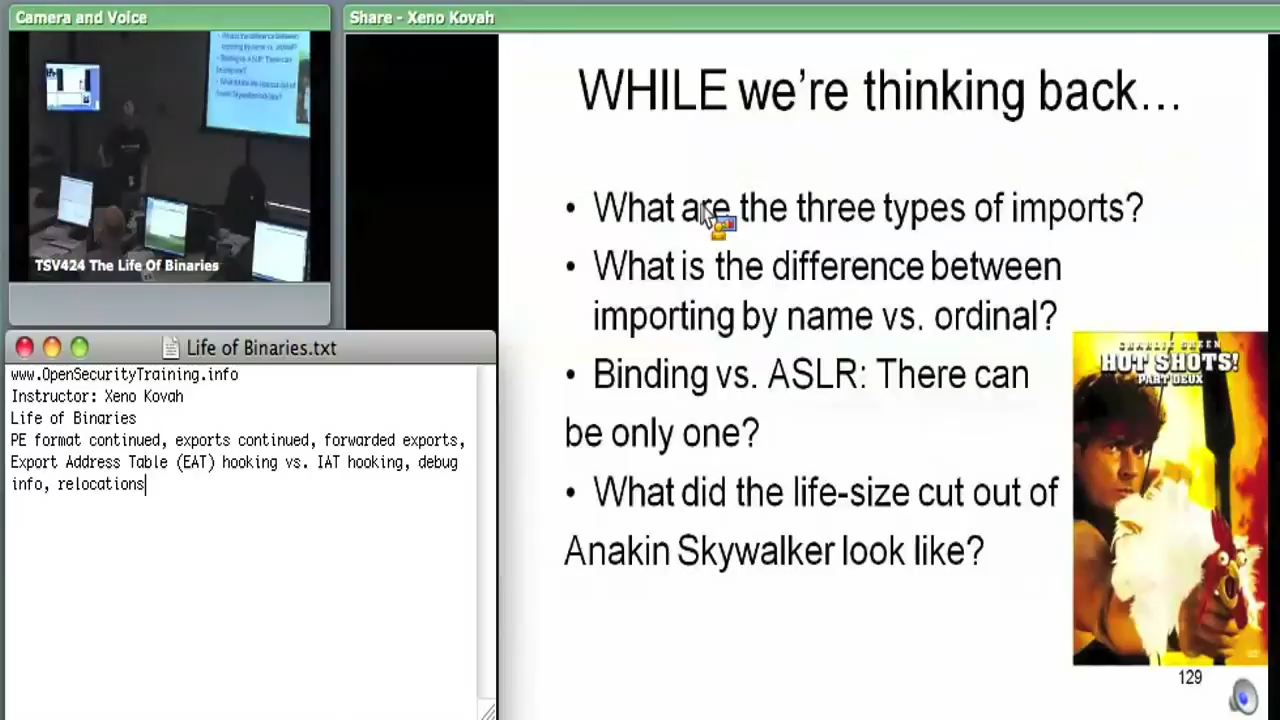 Camera and Voice
Share - Xeno Kovah
TSV424 The Life Of Binaries
Life of Binaries.txt
www.OpenSecurityTraining.info
Instructor: Xeno Kovah
Life of Binaries
PE format continued, exports continued, forwarded exports,
Export Address Table (EAT) hooking vs. IAT hooking, debug
info, relocations
WHILE we're thinking back...
• What are the three types of imports?
• What is the difference between
importing by name vs. ordinal?
• Binding vs. ASLR: There can
be only one?
• What did the life-size cut out of
Anakin Skywalker look like?
CHARLIE SHEEN
HOT SHOTS!
PART DEUX
129